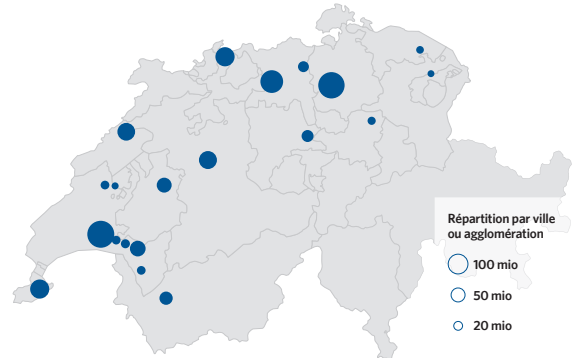 Répartition par ville
ou agglomération
100 mio
50 mio
20 mio